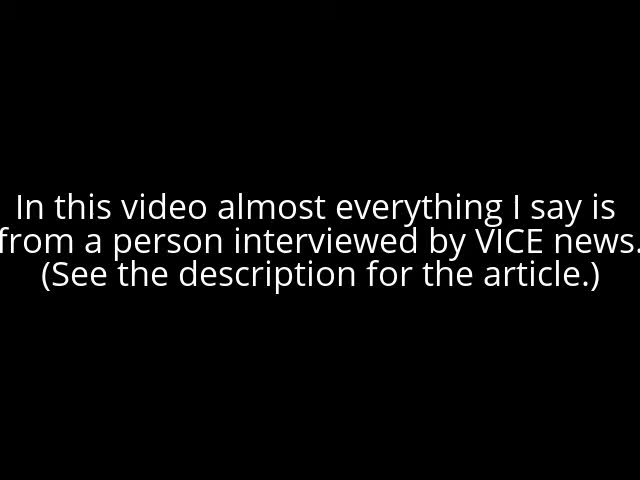 In this video almost everything I say is
from a person interviewed by VICE news.
(See the description for the article.)